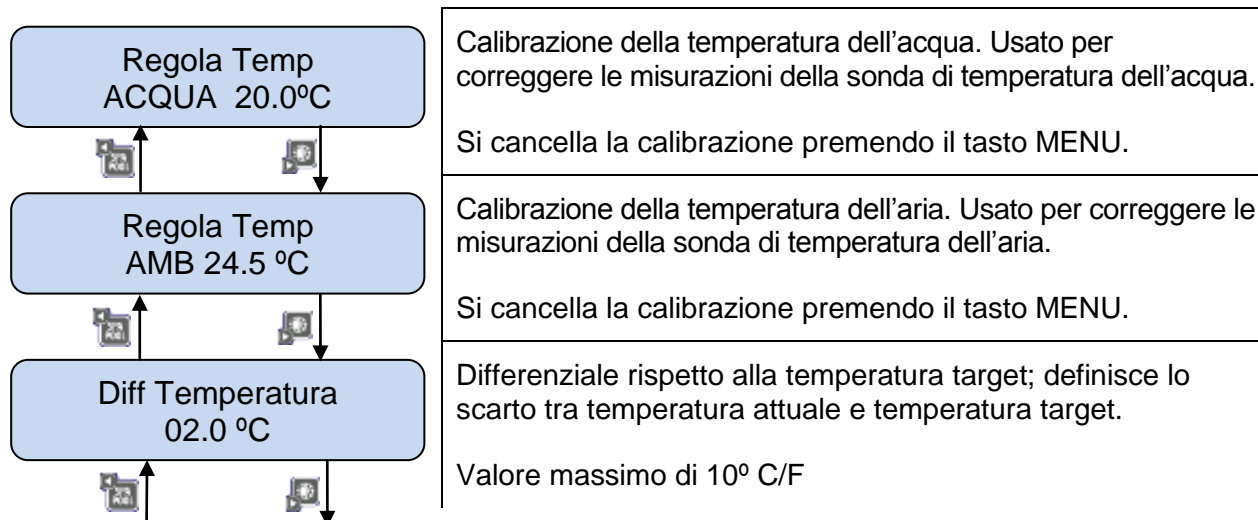 Regola Temp
ACQUA  20.0ºC
Calibrazione della temperatura dell’acqua. Usato per
correggere le misurazioni della sonda di temperatura dell’acqua.
Si cancella la calibrazione premendo il tasto MENU.
Regola Temp
AMB 24.5 ºC
Calibrazione della temperatura dell’aria. Usato per correggere le
misurazioni della sonda di temperatura dell’aria.
Si cancella la calibrazione premendo il tasto MENU.
Diff Temperatura
02.0 ºC
Differenziale rispetto alla temperatura target; definisce lo
scarto tra temperatura attuale e temperatura target.
Valore massimo di 10º C/F